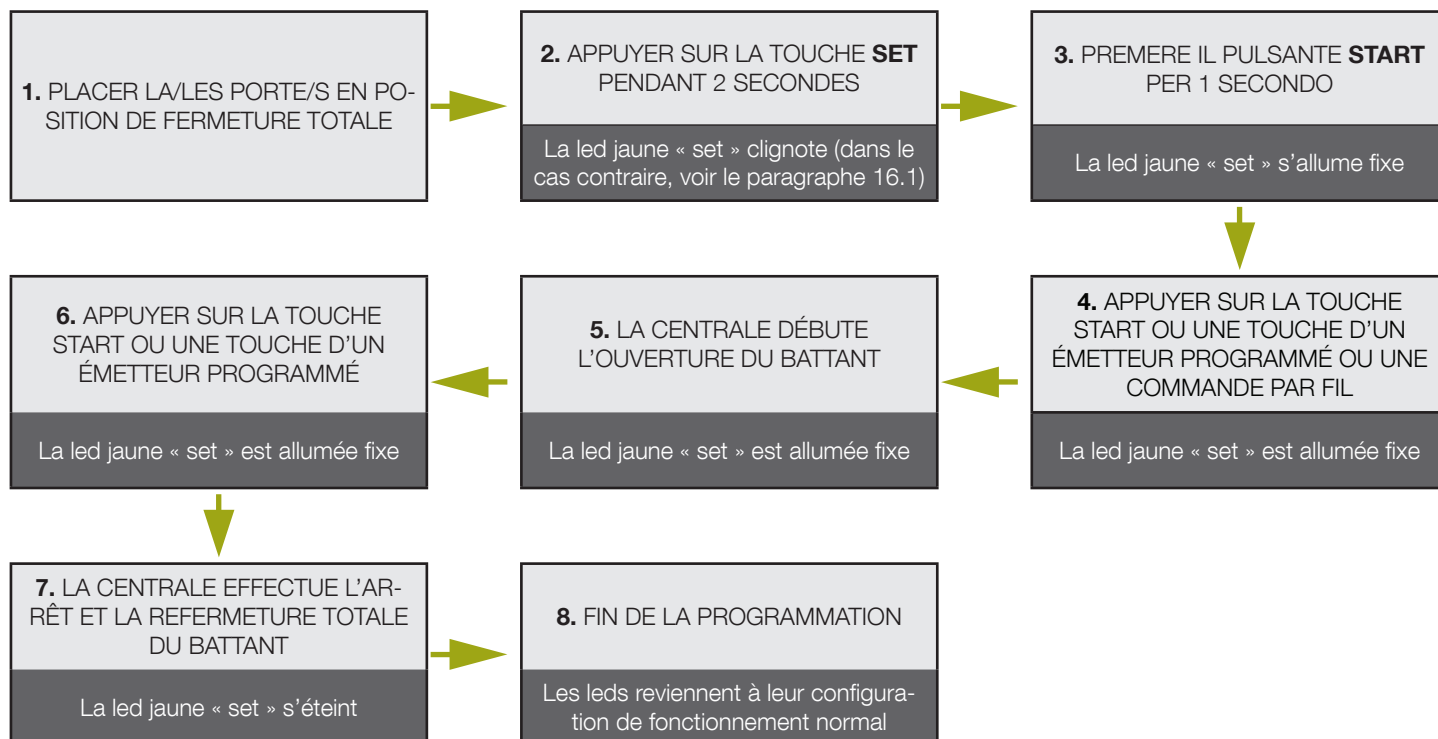 1. PLACER LA/LES PORTE/S EN PO-
SITION DE FERMETURE TOTALE
2. APPUYER SUR LA TOUCHE SET
PENDANT 2 SECONDES
La led jaune « set » clignote (dans le
cas contraire, voir le paragraphe 16.1)
3. PREMERE IL PULSANTE START
PER 1 SECONDO
La led jaune « set » s’allume fixe
4. APPUYER SUR LA TOUCHE
START OU UNE TOUCHE D’UN
ÉMETTEUR PROGRAMMÉ OU UNE
COMMANDE PAR FIL
La led jaune « set » est allumée fixe
5. LA CENTRALE DÉBUTE
L’OUVERTURE DU BATTANT
La led jaune « set » est allumée fixe
6. APPUYER SUR LA TOUCHE
START OU UNE TOUCHE D’UN
ÉMETTEUR PROGRAMMÉ
La led jaune « set » est allumée fixe
7. LA CENTRALE EFFECTUE L’AR-
RÊT ET LA REFERMETURE TOTALE
DU BATTANT
La led jaune « set » s’éteint
8. FIN DE LA PROGRAMMATION
Les leds reviennent à leur configura-
tion de fonctionnement normal